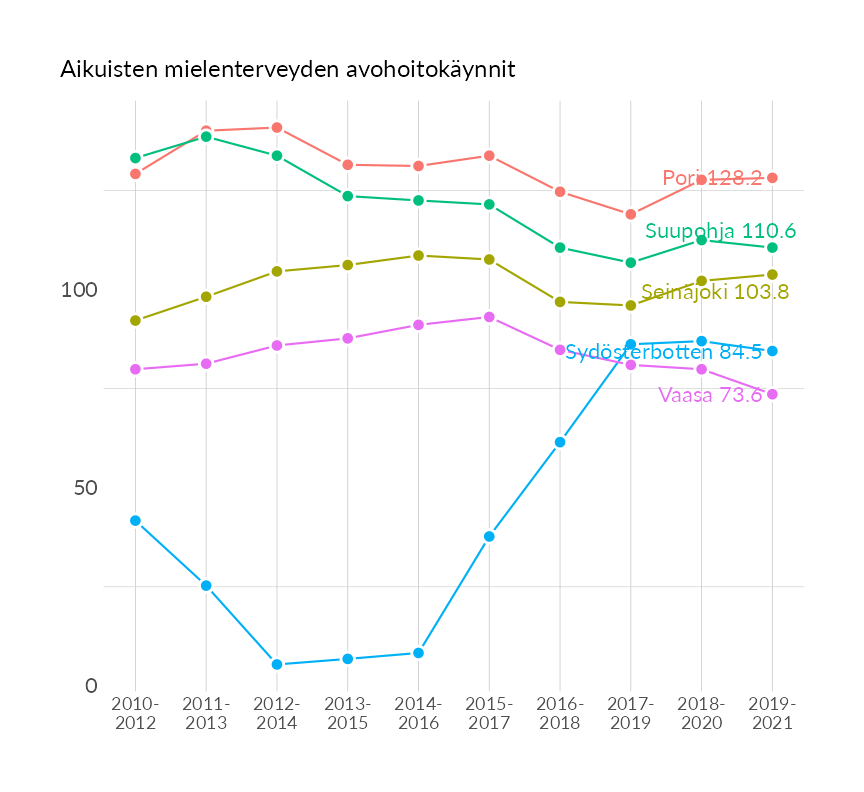 Aikuisten mielenterveyden avohoitokäynnit
Pori 128.2
Suupohja 110.6
100
Seinäjoki 103.8
Sydösterbotten 84.5
Vaasa 73.6
50
0
2010- 2011- 2012- 2013- 2014- 2015- 2016- 2017- 2018- 2019-
2012 2013 2014 2015 2016 2017 2018 2019 2020 2021